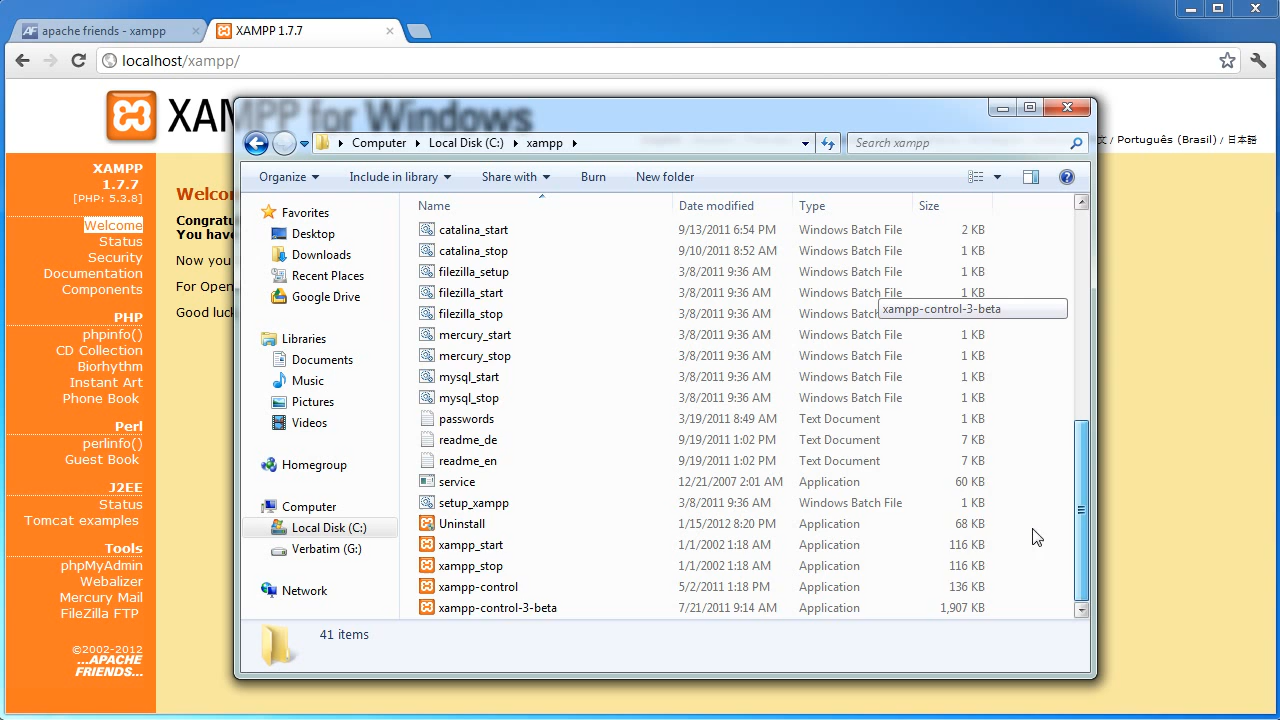 apache friends - xampp
XAMPP 1.7.7
localhost/xampp/
XAMPP for Windows
中文 / Português (Brasil) / 日本語
XAMPP
1.7.7
[PHP: 5.3.8]
Welcome
Status
Security
Documentation
Components
PHP
phpinfo()
CD Collection
Biorhythm
Instant Art
Phone Book
Perl
perlinfo()
Guest Book
J2EE
Status
Tomcat examples
Tools
phpMyAdmin
Webalizer
Mercury Mail
FileZilla FTP
©2002-2012
...APACHE
FRIENDS...
You have
Now you
For Open
Good luck
Computer Local Disk (C:) xampp
Search xampp
Organize Include in library Share with Burn New folder
Favorites
Desktop
Downloads
Recent Places
Google Drive
Libraries
Documents
Music
Pictures
Videos
Homegroup
Computer
Local Disk (C:)
Verbatim (G:)
Network
Name Date modified Type Size
catalina_start 9/13/2011 6:54 PM Windows Batch File 2 KB
catalina_stop 9/10/2011 8:52 AM Windows Batch File 1 KB
filezilla_setup 3/8/2011 9:36 AM Windows Batch File 1 KB
filezilla_start 3/8/2011 9:36 AM Windows Batch File 1 KB
filezilla_stop 3/8/2011 9:36 AM Windows Batch
xampp-control-3-beta
mercury_start 3/8/2011 9:36 AM Windows Batch File 1 KB
mercury_stop 3/8/2011 9:36 AM Windows Batch File 1 KB
mysql_start 3/8/2011 9:36 AM Windows Batch File 1 KB
mysql_stop 3/8/2011 9:36 AM Windows Batch File 1 KB
passwords 3/19/2011 8:49 AM Text Document 1 KB
readme_de 9/19/2011 1:02 PM Text Document 7 KB
readme_en 9/19/2011 1:02 PM Text Document 7 KB
service 12/21/2007 2:01 AM Application 60 KB
setup_xampp 3/8/2011 9:36 AM Windows Batch File 1 KB
Uninstall 1/15/2012 8:20 PM Application 68 KB
xampp_start 1/1/2002 1:18 AM Application 116 KB
xampp_stop 1/1/2002 1:18 AM Application 116 KB
xampp-control 5/2/2011 1:18 PM Application 136 KB
xampp-control-3-beta 7/21/2011 9:14 AM Application 1,907 KB
41 items